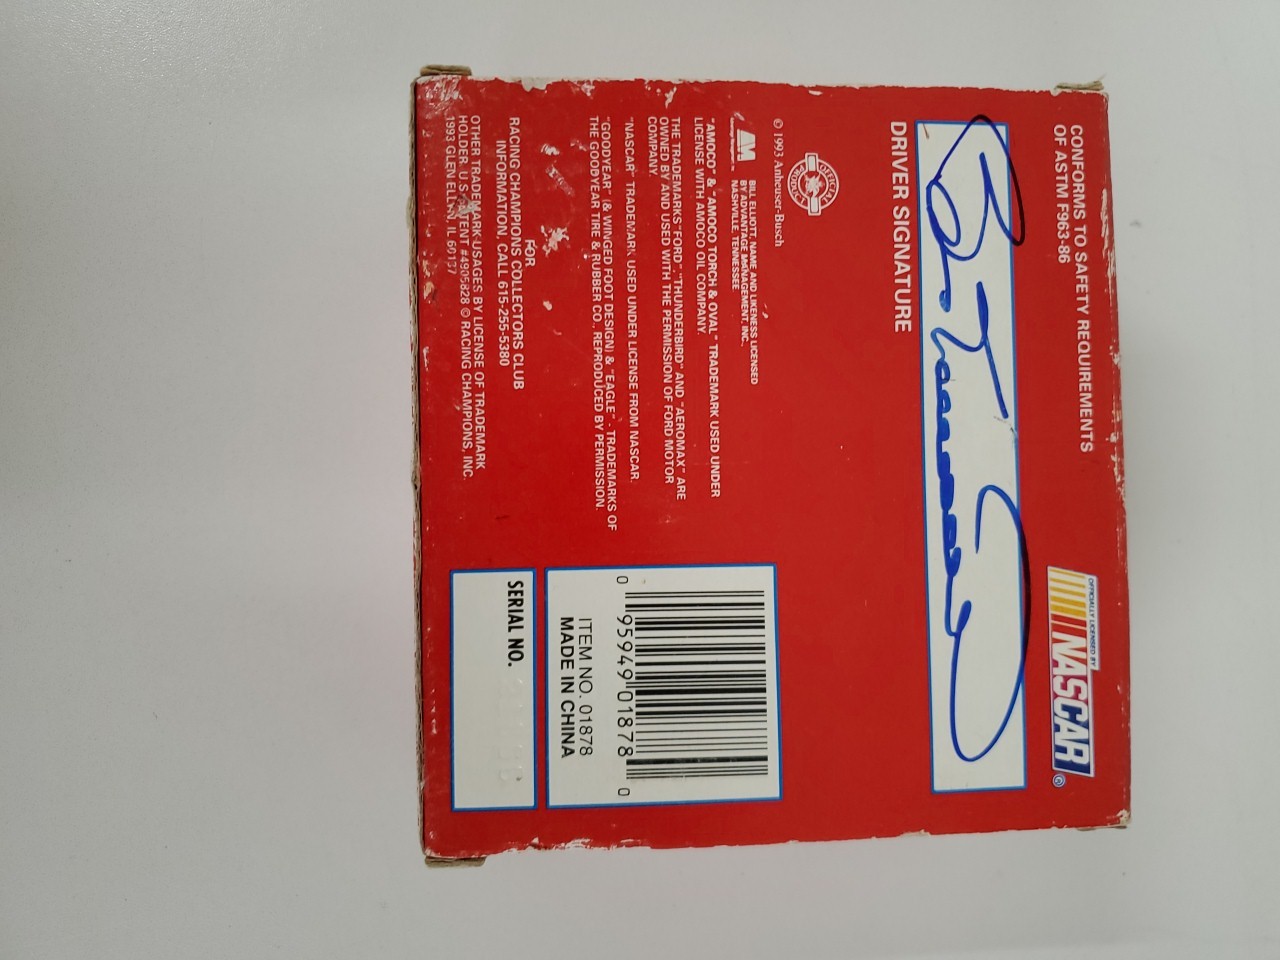 CONFORMS TO SAFETY REQUIREMENTS
OF ASTM F963-86
OFFICIALLY LICENSED BY
NASCAR
®
DRIVER SIGNATURE
OFFICIAL
PRODUCT
© 1993 Anheuser-Busch
AM
BILL ELLIOTT, NAME AND LIKENESS LICENSED
BY ADVANTAGE MANAGEMENT, INC.
NASHVILLE, TENNESSEE
"AMOCO" & "AMOCO TORCH & OVAL" TRADEMARK USED UNDER
LICENSE WITH AMOCO OIL COMPANY.
THE TRADEMARKS "FORD", "THUNDERBIRD" AND "AEROMAX" ARE
OWNED BY AND USED WITH THE PERMISSION OF FORD MOTOR
COMPANY.
"NASCAR" TRADEMARK USED UNDER LICENSE FROM NASCAR.
"GOODYEAR" (& WINGED FOOT DESIGN) & "EAGLE" - TRADEMARKS OF
THE GOODYEAR TIRE & RUBBER CO., REPRODUCED BY PERMISSION.
FOR
RACING CHAMPIONS COLLECTORS CLUB
INFORMATION, CALL 615-255-5380
OTHER TRADEMARK USAGES BY LICENSE OF TRADEMARK
HOLDER. U.S. PATENT #4905828 © RACING CHAMPIONS, INC.
1993 GLEN ELLYN, IL 60137
0 95949 01878 0
ITEM NO. 01878
MADE IN CHINA
SERIAL NO.